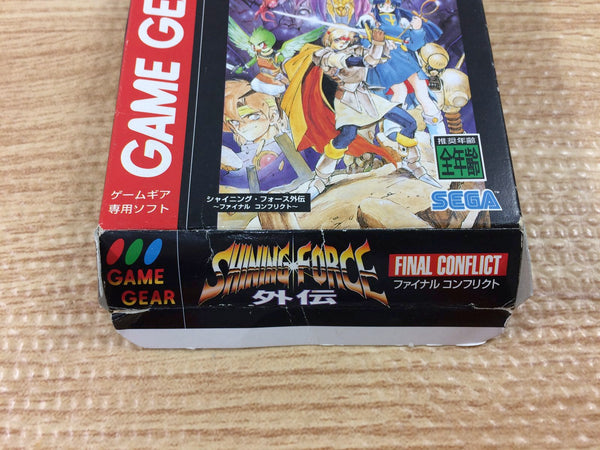 GAME GE
ゲームギア
専用ソフト
シャイニング・フォース外伝
～ファイナル コンフリクト～
推奨年齢
全年齢
SEGA
GAME
GEAR
SHINING FORCE
外伝
FINAL CONFLICT
ファイナル コンフリクト